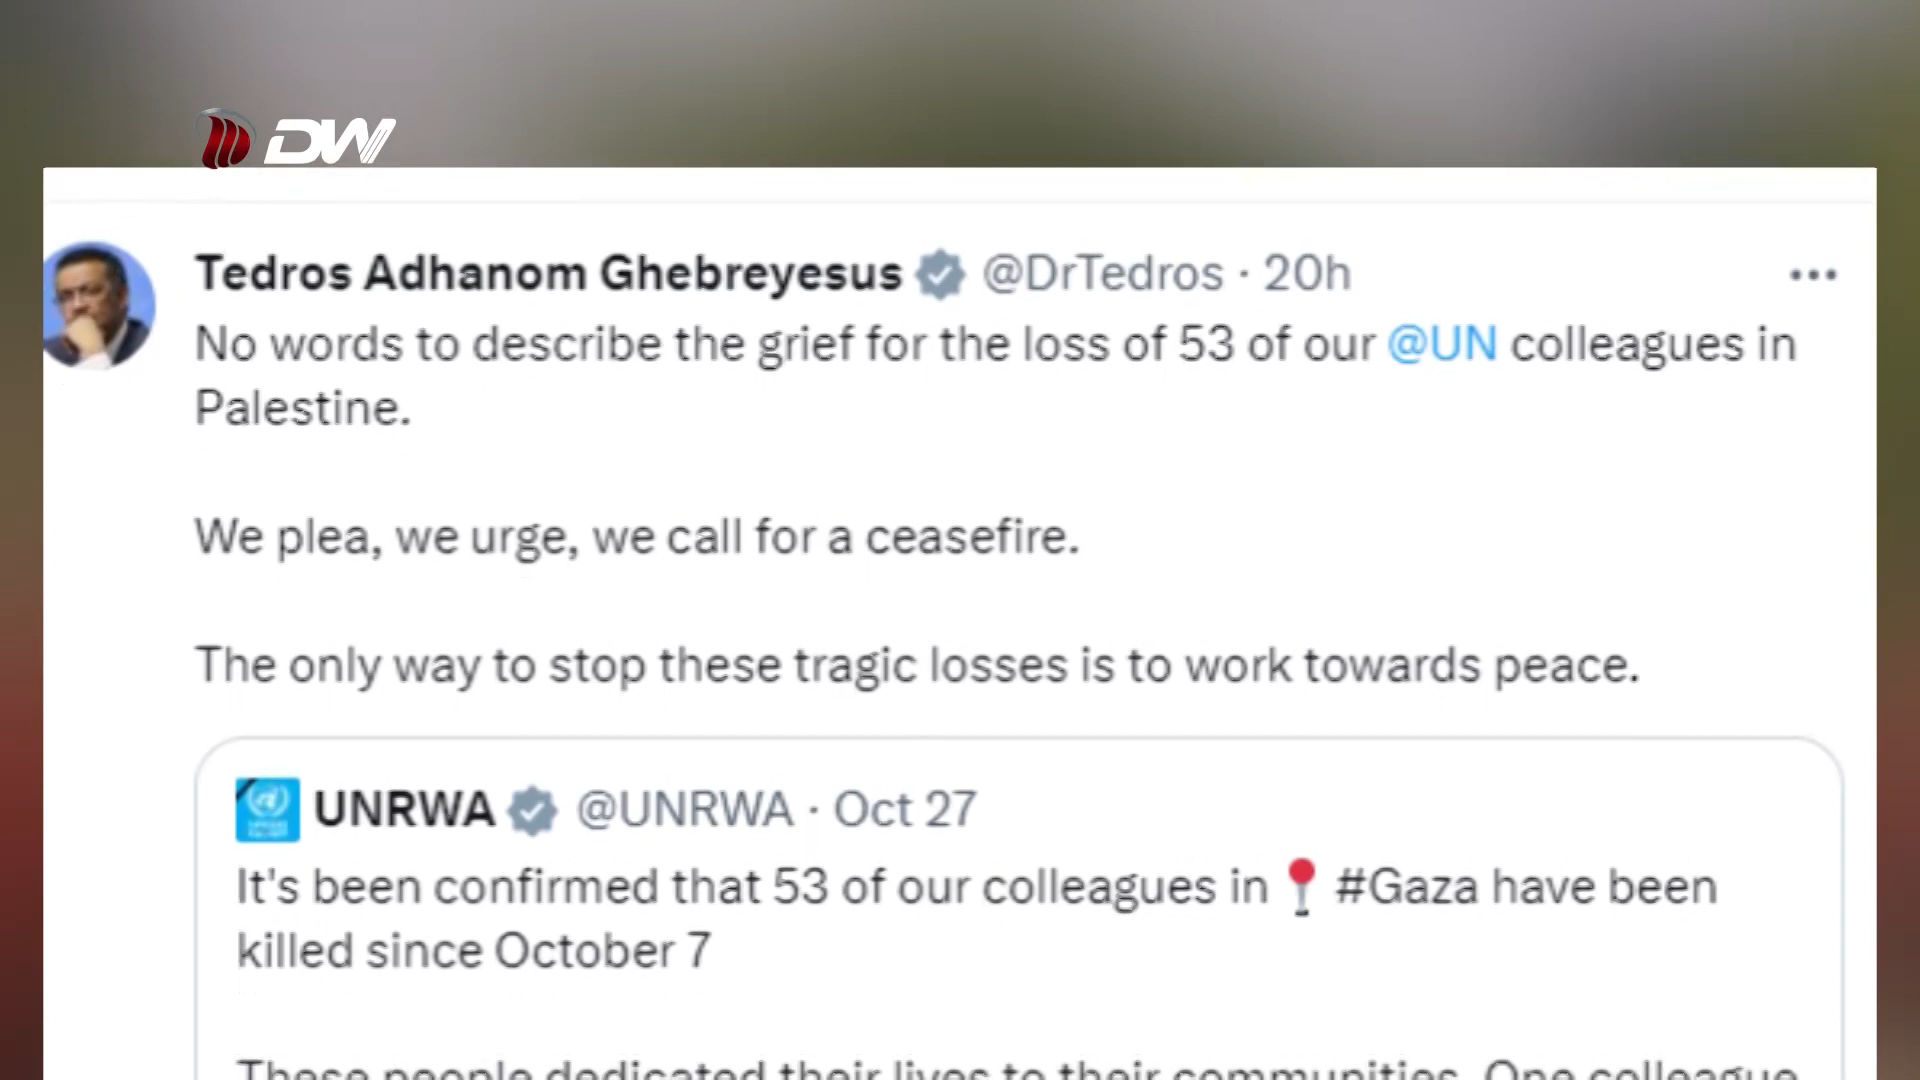 DW
Tedros Adhanom Ghebreyesus @DrTedros · 20h
No words to describe the grief for the loss of 53 of our @UN colleagues in
Palestine.
We plea, we urge, we call for a ceasefire.
The only way to stop these tragic losses is to work towards peace.
UNRWA @UNRWA · Oct 27
It's been confirmed that 53 of our colleagues in 📍 #Gaza have been
killed since October 7
These people dedicated their lives to their communities. One colleague